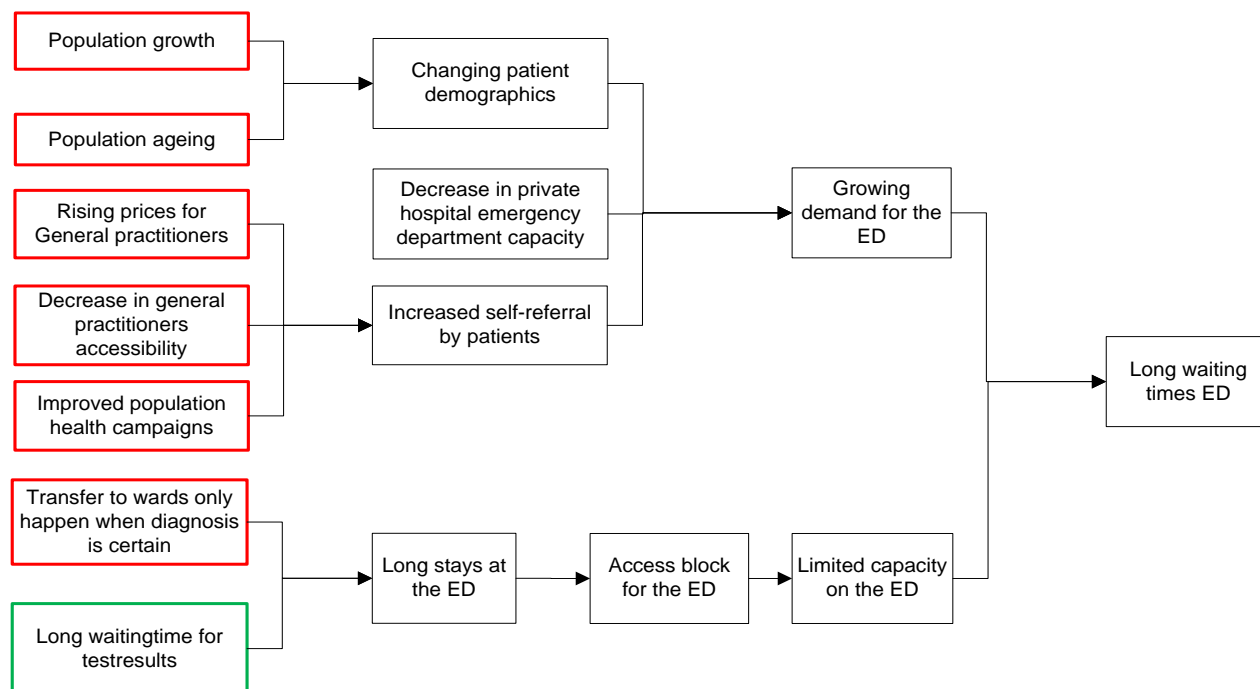 Population growth
Population ageing
Rising prices for
General practitioners
Decrease in general
practitioners
accessibility
Improved population
health campaigns
Transfer to wards only
happen when diagnosis
is certain
Long waitingtime for
testresults
Changing patient
demographics
Decrease in private
hospital emergency
department capacity
Increased self-referral
by patients
Long stays at
the ED
Access block
for the ED
Growing
demand for the
ED
Limited capacity
on the ED
Long waiting
times ED